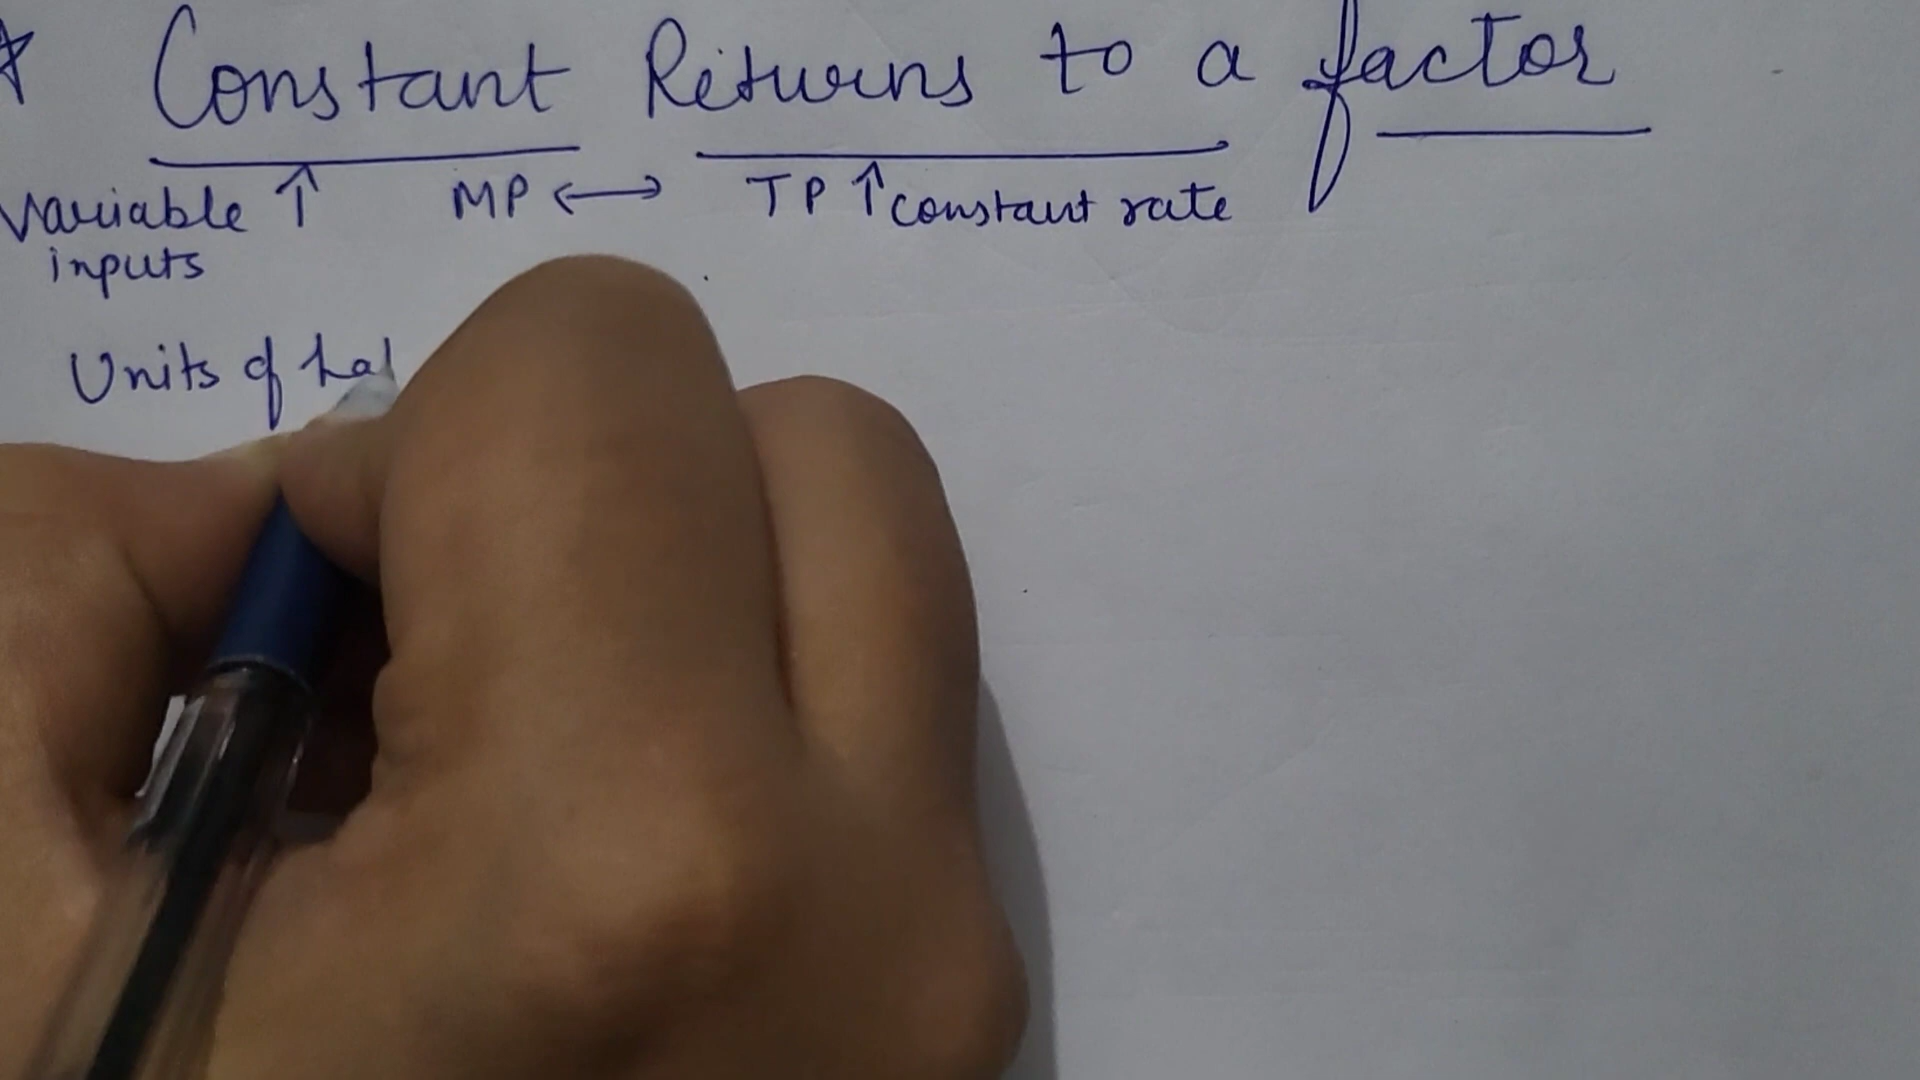 ☆ Constant Returns to a factor
Variable ↑ MP ↔ TP ↑ constant rate
inputs
Units of